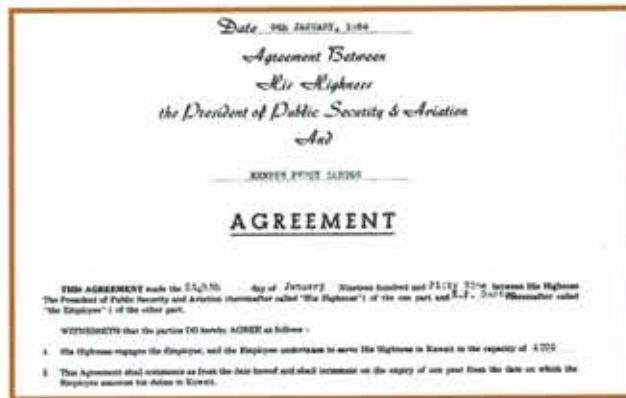 Date JANUARY,
Agreement Between
His Highness
the President of Public Security & Aviation
And
AGREEMENT
THIS AGREEMENT made the Eighth day of January Nineteen hundred and Fifty Nine between His Highness
The President of Public Security and Aviation (hereinafter called "His Highness") of the one part and (hereinafter called
"the Employee") of the other part.
WITNESSETH that the parties DO hereby AGREE as follows :-
1. His Highness engages the Employee, and the Employee undertakes to serve His Highness in Kuwait in the capacity of
2. This Agreement shall commence as from the date hereof and shall terminate on the expiry of one year from the date on which the
Employee assumes his duties in Kuwait.